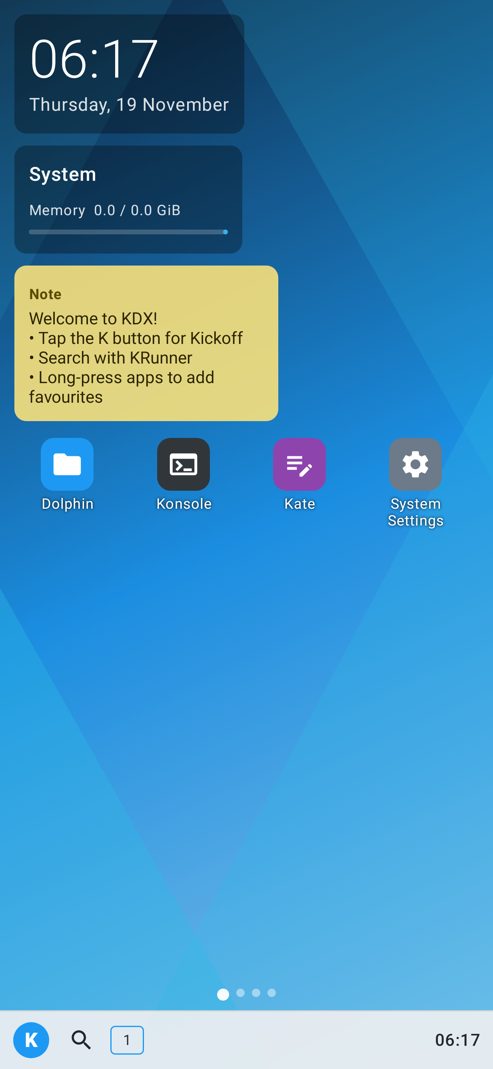 06:17
Thursday, 19 November
System
Memory 0.0 / 0.0 GiB
Note
Welcome to KDX!
• Tap the K button for Kickoff
• Search with KRunner
• Long-press apps to add
favourites
Dolphin
Konsole
Kate
System
Settings
K
1
06:17